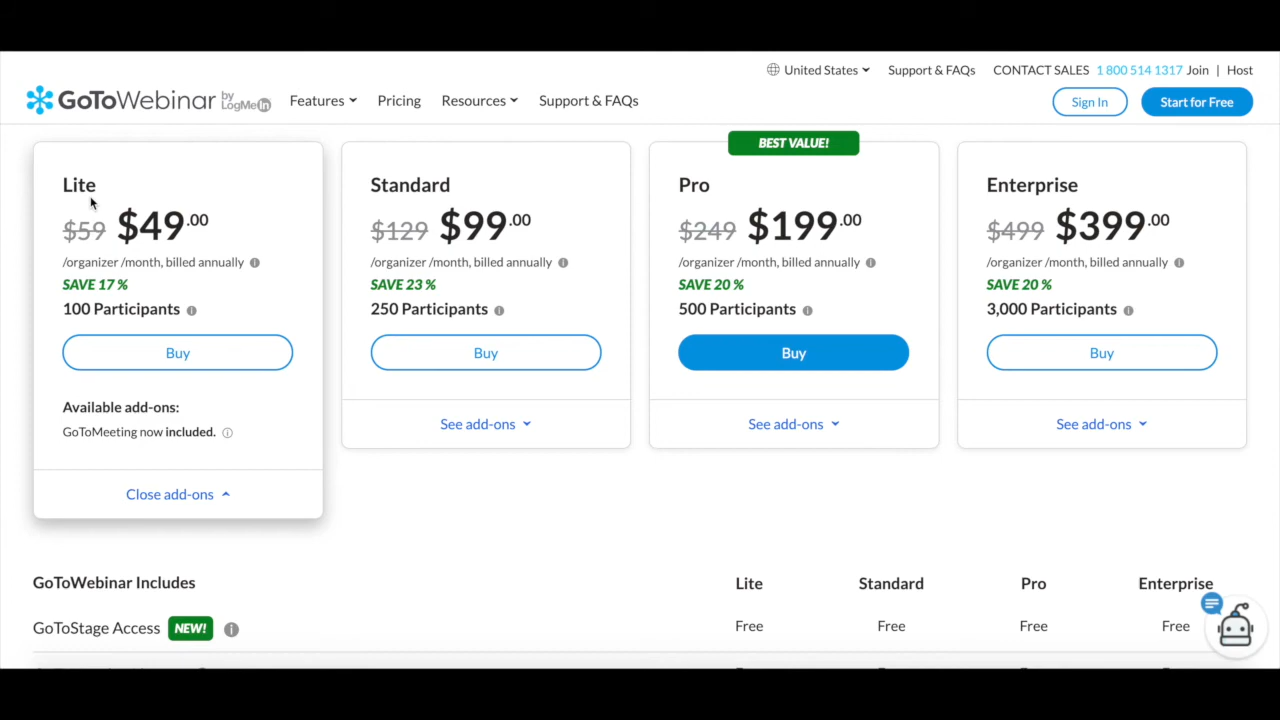 United States Support & FAQs CONTACT SALES 1 800 514 1317 Join | Host
GoToWebinar by LogMeIn Features Pricing Resources Support & FAQs Sign In Start for Free
BEST VALUE!
Lite
$59 $49.00
/organizer /month, billed annually
SAVE 17 %
100 Participants
Buy
Available add-ons:
GoToMeeting now included.
Close add-ons
Standard
$129 $99.00
/organizer /month, billed annually
SAVE 23 %
250 Participants
Buy
See add-ons
Pro
$249 $199.00
/organizer /month, billed annually
SAVE 20 %
500 Participants
Buy
See add-ons
Enterprise
$499 $399.00
/organizer /month, billed annually
SAVE 20 %
3,000 Participants
Buy
See add-ons
GoToWebinar Includes Lite Standard Pro Enterprise
GoToStage Access NEW! Free Free Free Free